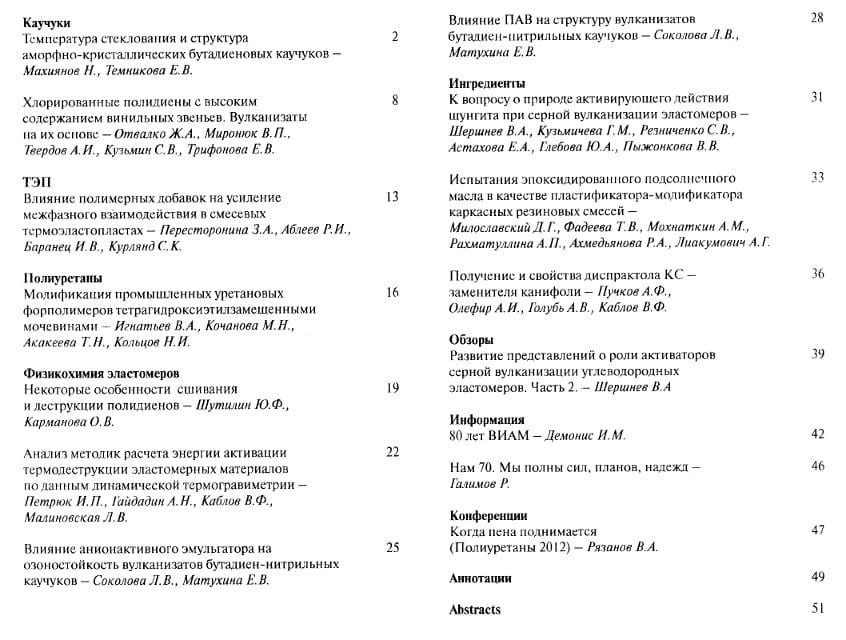 Каучуки
Температура стеклования и структура 2
аморфно-кристаллических бутадиеновых каучуков –
Махиянов Н., Темникова Е.В.
Хлорированные полидиены с высоким 8
содержанием винильных звеньев. Вулканизаты
на их основе – Отвалко Ж.А., Миронюк В.П.,
Твердов А.И., Кузьмин С.В., Трифонова Е.В.
ТЭП
Влияние полимерных добавок на усиление 13
межфазного взаимодействия в смесевых
термоэластопластах – Пересторонина З.А., Аблеев Р.И.,
Баранец И.В., Курлянд С.К.
Полиуретаны
Модификация промышленных уретановых 16
форполимеров тетрагидроксиэтилзамещенными
мочевинами – Игнатьев В.А., Кочанова М.Н.,
Акакеева Т.Н., Кольцов Н.И.
Физикохимия эластомеров
Некоторые особенности сшивания 19
и деструкции полидиенов – Шутилин Ю.Ф.,
Карманова О.В.
Анализ методик расчета энергии активации 22
термодеструкции эластомерных материалов
по данным динамической термогравиметрии –
Петрюк И.П., Гайдадин А.Н., Каблов В.Ф.,
Малиновская Л.В.
Влияние анионактивного эмульгатора на 25
озоностойкость вулканизатов бутадиен-нитрильных
каучуков – Соколова Л.В., Матухина Е.В.
Влияние ПАВ на структуру вулканизатов 28
бутадиен-нитрильных каучуков – Соколова Л.В.,
Матухина Е.В.
Ингредиенты
К вопросу о природе активирующего действия 31
шунгита при серной вулканизации эластомеров –
Шершнев В.А., Кузьмичева Г.М., Резниченко С.В.,
Астахова Е.А., Глебова Ю.А., Пыжонкова В.В.
Испытания эпоксидированного подсолнечного 33
масла в качестве пластификатора-модификатора
каркасных резиновых смесей –
Милославский Д.Г., Фадеева Т.В., Мохнаткин А.М.,
Рахматуллина А.П., Ахмедьянова Р.А., Лиакумович А.Г.
Получение и свойства диспрактола КС – 36
заменителя канифоли – Пучков А.Ф.,
Олефир А.И., Голубь А.В., Каблов В.Ф.
Обзоры
Развитие представлений о роли активаторов 39
серной вулканизации углеводородных
эластомеров. Часть 2. – Шершнев В.А
Информация
80 лет ВИАМ – Демонис И.М. 42
Нам 70. Мы полны сил, планов, надежд – 46
Галимов Р.
Конференции
Когда пена поднимается 47
(Полиуретаны 2012) – Рязанов В.А.
Аннотации 49
Abstracts 51